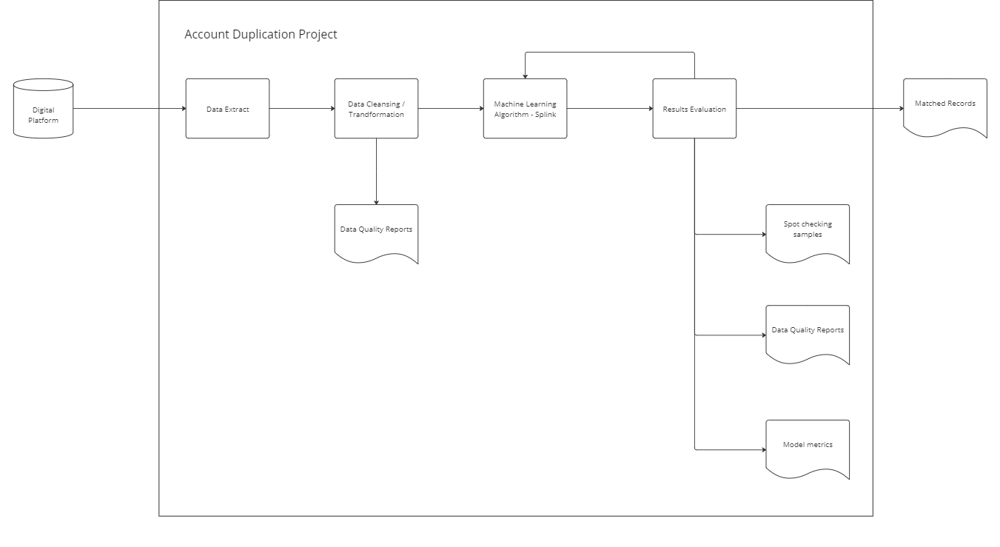 Account Duplication Project
Digital
Platform
Data Extract
Data Cleansing /
Trandformation
Machine Learning
Algorithm - Splink
Results Evaluation
Matched Records
Data Quality Reports
Spot checking
samples
Data Quality Reports
Model metrics